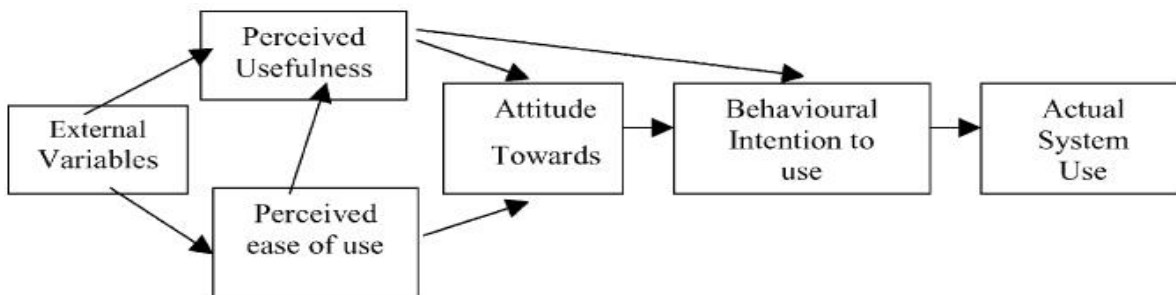 Perceived
Usefulness
External
Variables
Perceived
ease of use
Attitude
Towards
Behavioural
Intention to
use
Actual
System
Use